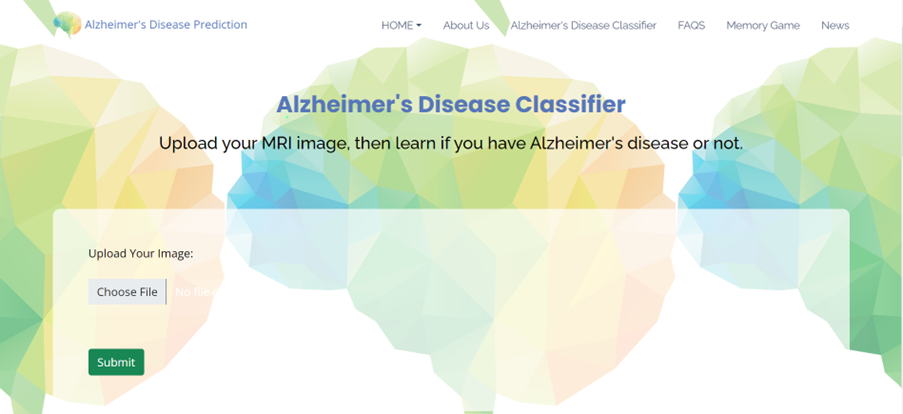 Alzheimer's Disease Prediction HOME About Us Alzheimer's Disease Classifier FAQS Memory Game News
Alzheimer's Disease Classifier
Upload your MRI image, then learn if you have Alzheimer's disease or not.
Upload Your Image:
Choose File No file
Submit